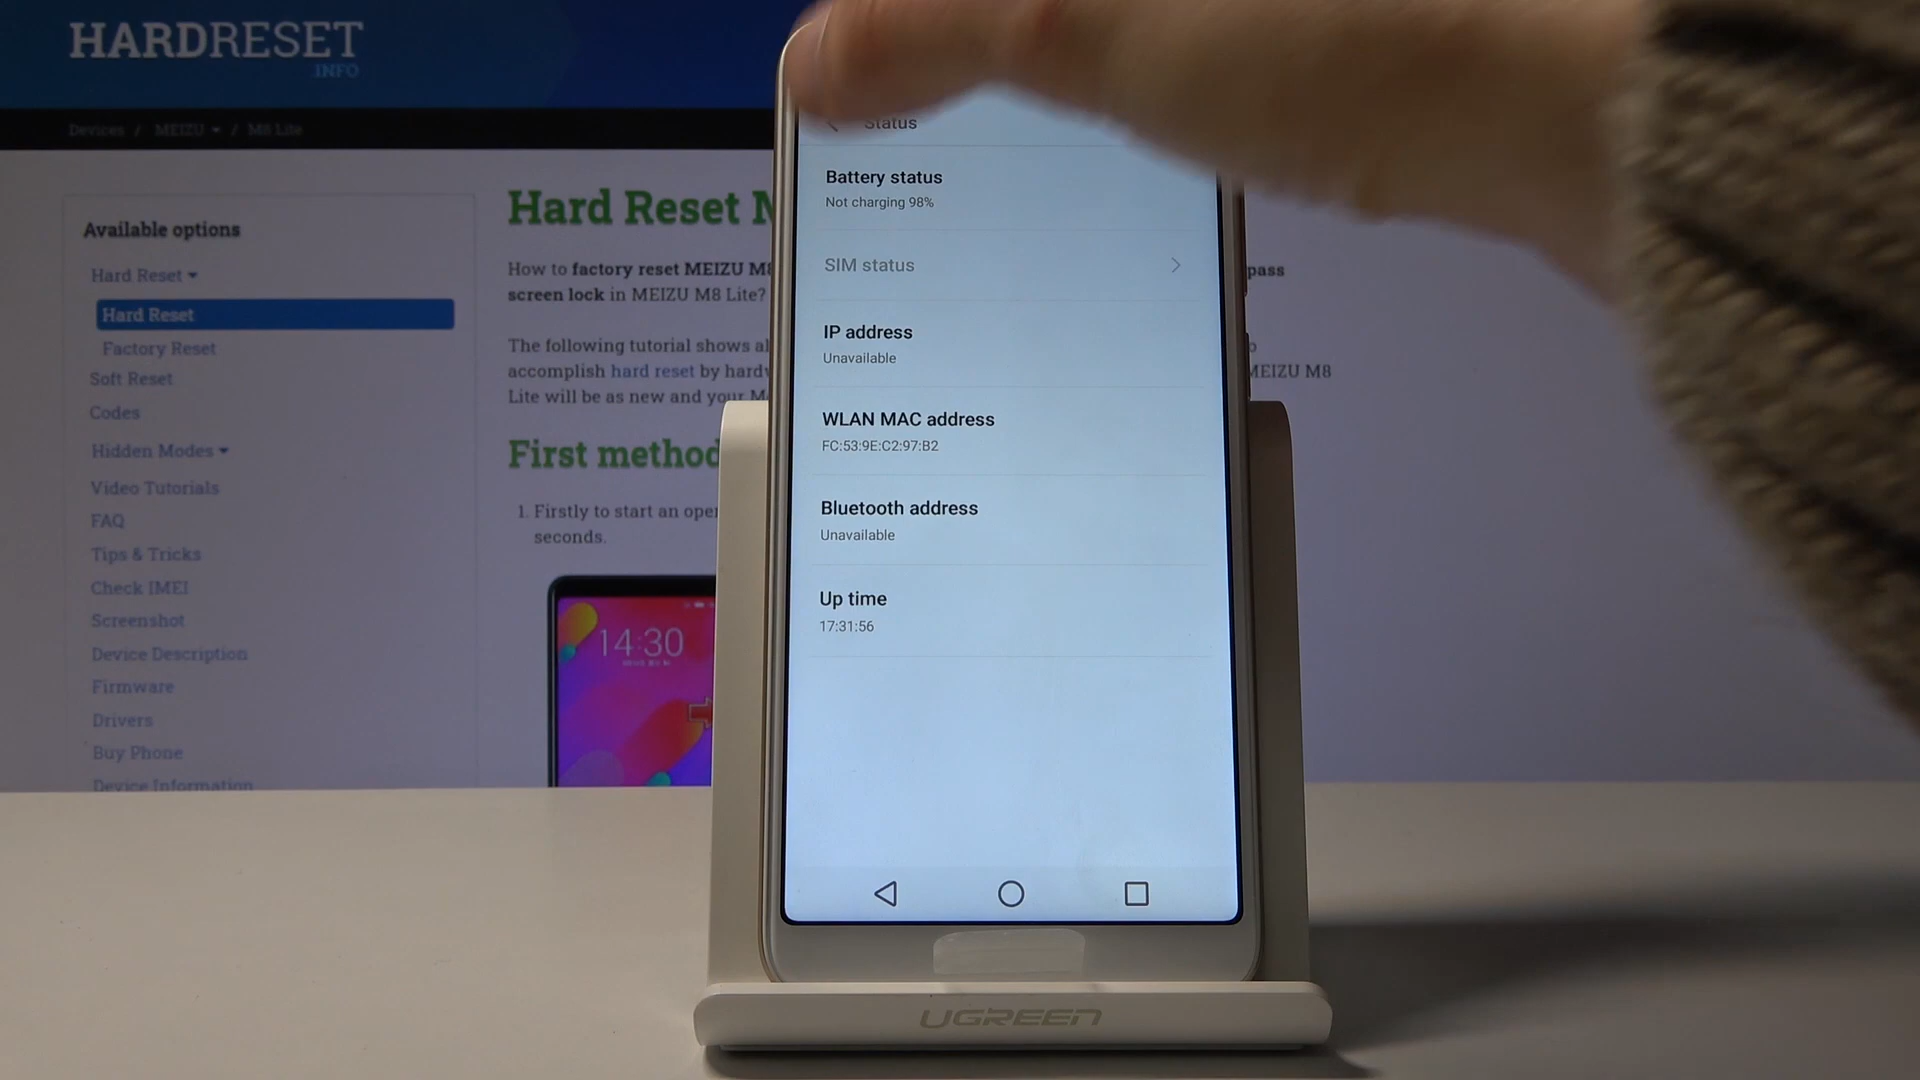 HARDRESET
.INFO
Devices / MEIZU / M8 Lite
Available options
Hard Reset
Hard Reset
Factory Reset
Soft Reset
Codes
Hidden Modes
Video Tutorials
FAQ
Tips & Tricks
Check IMEI
Screenshot
Device Description
Firmware
Drivers
Buy Phone
Device Information
Hard Reset
How to factory reset MEIZU M8
pass
screen lock in MEIZU M8 Lite?
The following tutorial shows
accomplish hard reset by
MEIZU M8
Lite will be as new and your
First method
1. Firstly to start an
seconds.
14:30
Status
Battery status
Not charging 98%
SIM status
IP address
Unavailable
WLAN MAC address
FC:53:9E:C2:97:B2
Bluetooth address
Unavailable
Up time
17:31:56
UGREEN